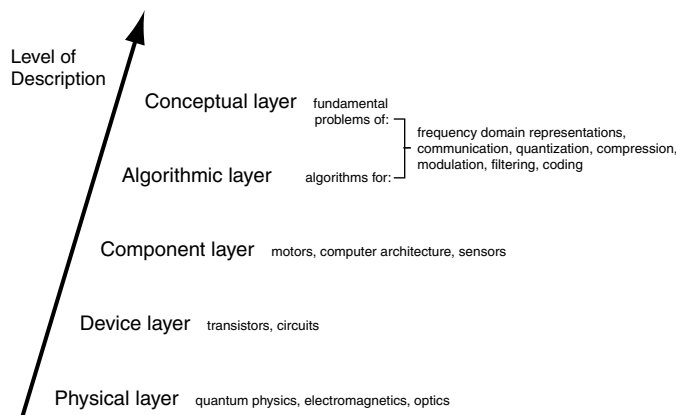 Level of
Description
Conceptual layer
fundamental
problems of:
frequency domain representations,
communication, quantization, compression,
modulation, filtering, coding
Algorithmic layer
algorithms for:
Component layer motors, computer architecture, sensors
Device layer transistors, circuits
Physical layer quantum physics, electromagnetics, optics